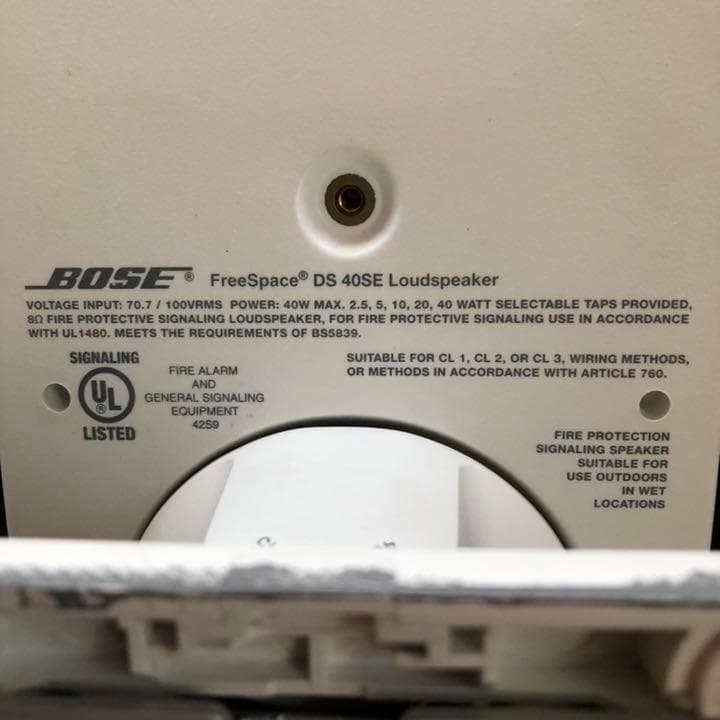 BOSE® FreeSpace® DS 40SE Loudspeaker
VOLTAGE INPUT: 70.7 / 100VRMS POWER: 40W MAX. 2.5, 5, 10, 20, 40 WATT SELECTABLE TAPS PROVIDED,
8Ω FIRE PROTECTIVE SIGNALING LOUDSPEAKER, FOR FIRE PROTECTIVE SIGNALING USE IN ACCORDANCE
WITH UL1480. MEETS THE REQUIREMENTS OF BS5839.
SIGNALING
UL®
LISTED
FIRE ALARM
AND
GENERAL SIGNALING
EQUIPMENT
42S9
SUITABLE FOR CL 1, CL 2, OR CL 3, WIRING METHODS,
OR METHODS IN ACCORDANCE WITH ARTICLE 760.
FIRE PROTECTION
SIGNALING SPEAKER
SUITABLE FOR
USE OUTDOORS
IN WET
LOCATIONS